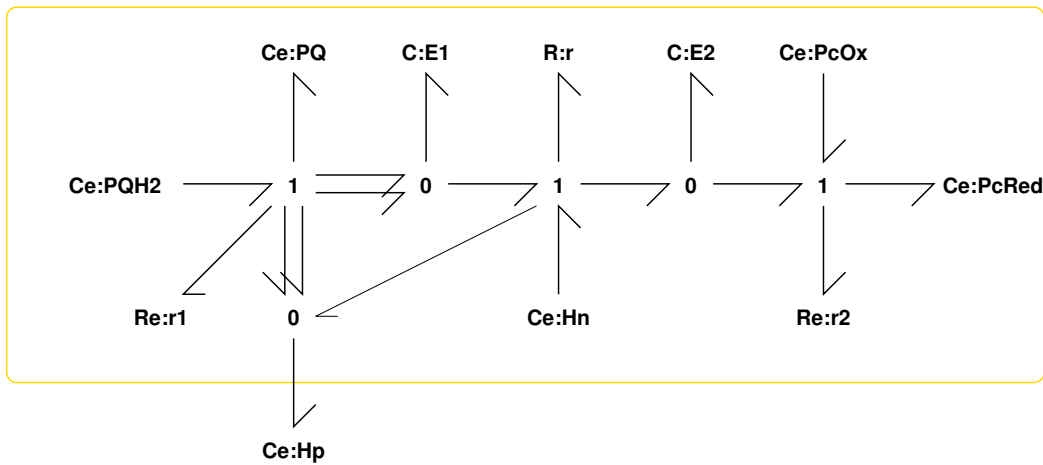 Ce:PQ C:E1 R:r C:E2 Ce:PcOx
Ce:PQH2 1 0 1 0 1 Ce:PcRed
Re:r1 0 Ce:Hn Re:r2
Ce:Hp